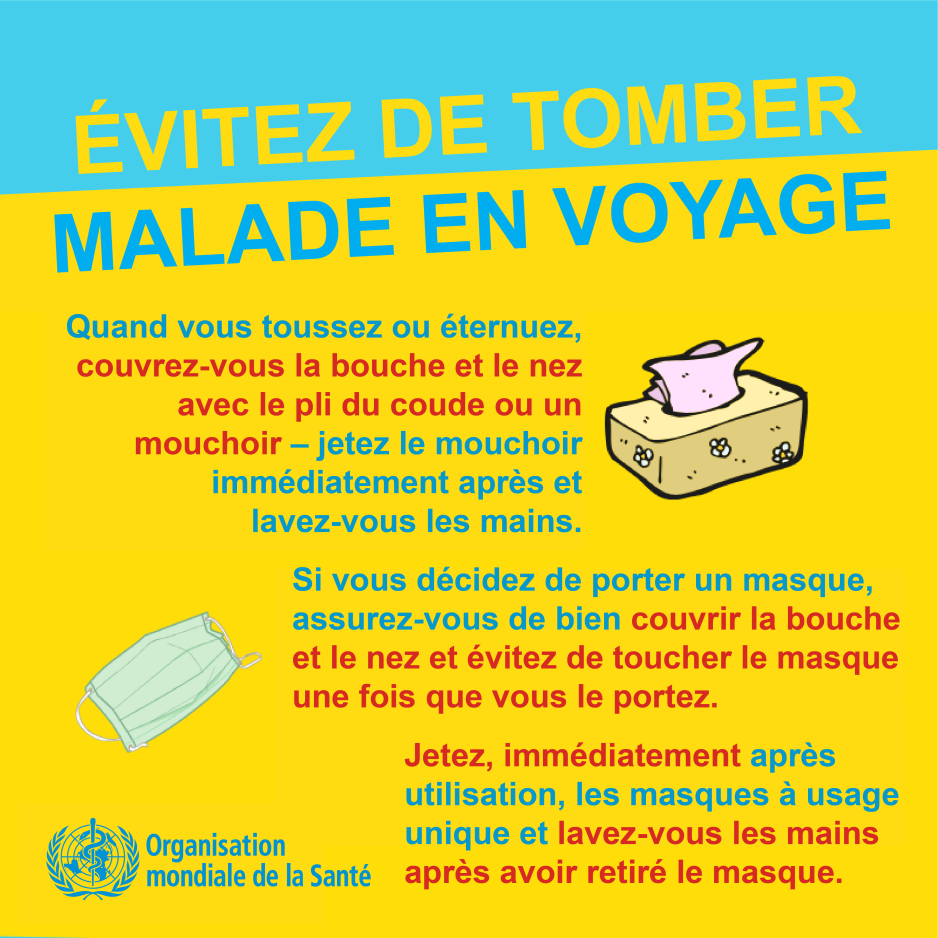 ÉVITEZ DE TOMBER
MALADE EN VOYAGE
Quand vous toussez ou éternuez,
couvrez-vous la bouche et le nez
avec le pli du coude ou un
mouchoir – jetez le mouchoir
immédiatement après et
lavez-vous les mains.
Si vous décidez de porter un masque,
assurez-vous de bien couvrir la bouche
et le nez et évitez de toucher le masque
une fois que vous le portez.
Jetez, immédiatement après
utilisation, les masques à usage
unique et lavez-vous les mains
après avoir retiré le masque.
Organisation
mondiale de la Santé